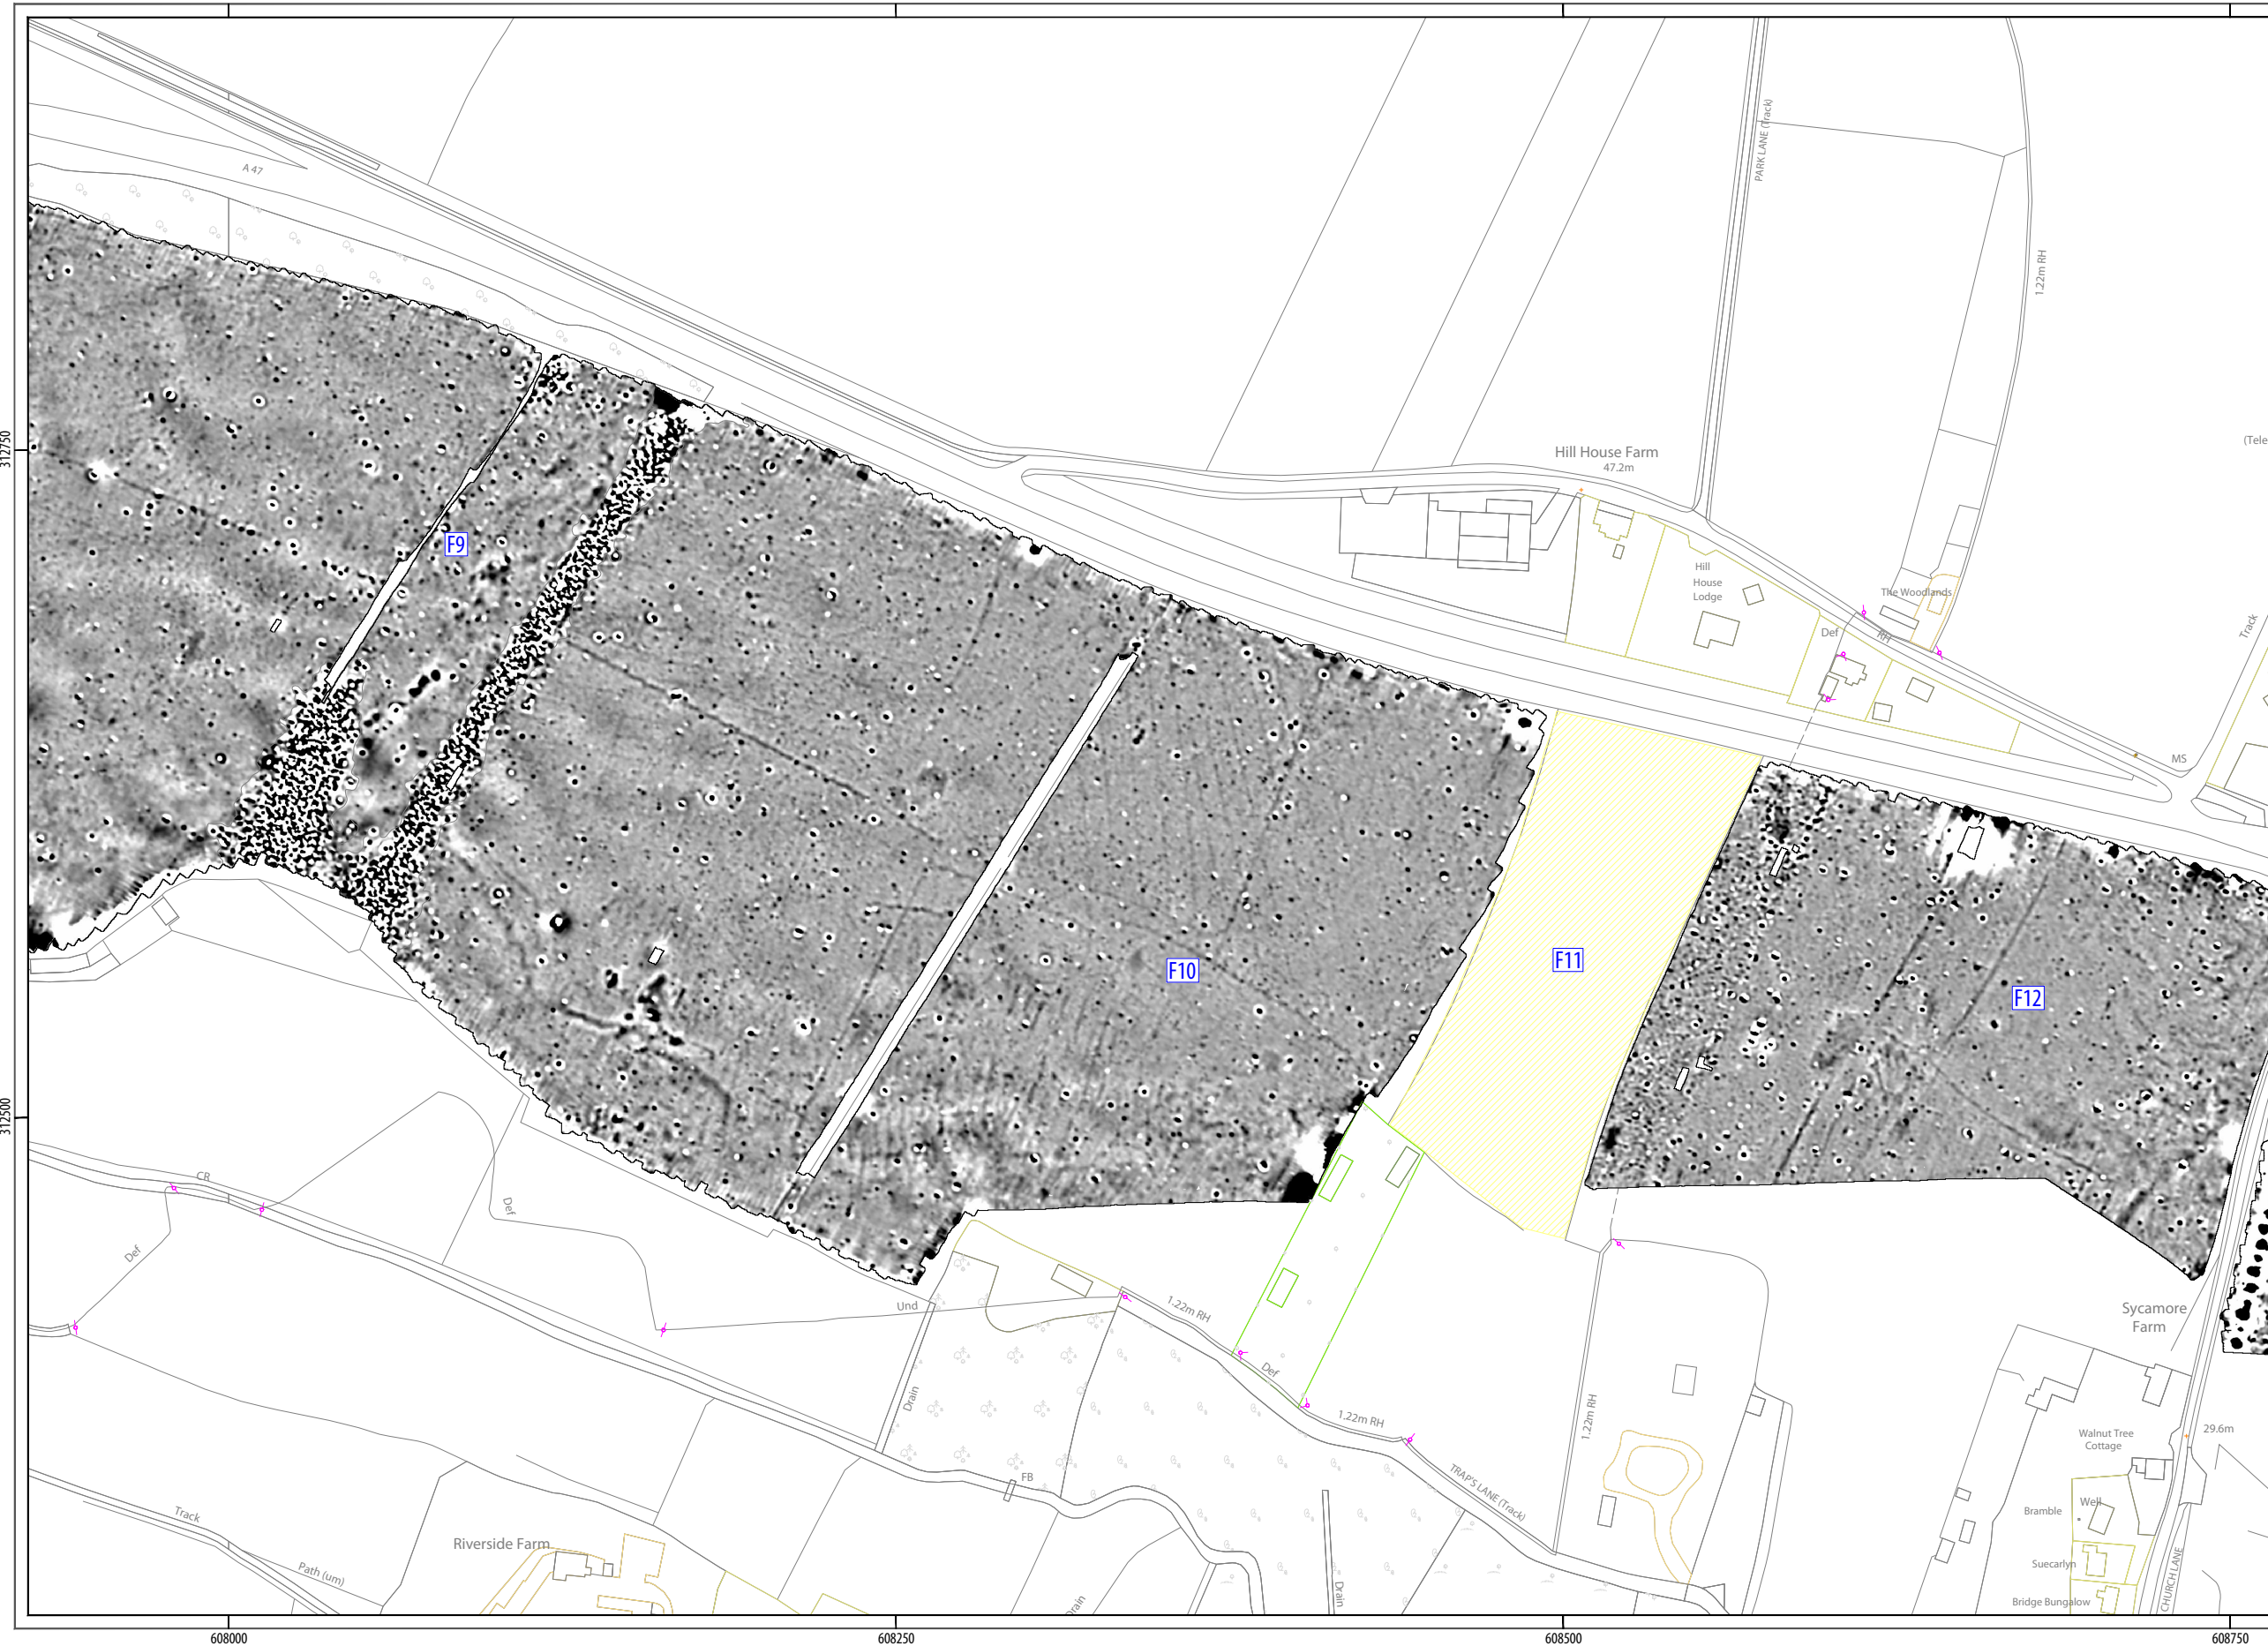 A 47
PARK LANE (Track)
1.22m RH
(Tele
312750
Hill House Farm
47.2m
F9
Hill
House
Lodge
The Woodlands
Def
RH
Track
MS
F10
F11
F12
312500
CR
Def
Def
Und
1.22m RH
Def
Sycamore
Farm
Drain
1.22m RH
1.22m RH
29.6m
Walnut Tree
Cottage
FB
TRAP'S LANE (Track)
Track
Well
Bramble
Riverside Farm
Path (um)
Suecarlyn
Drain
Drain
CHURCH LANE
Bridge Bungalow
608000
608250
608500
608750